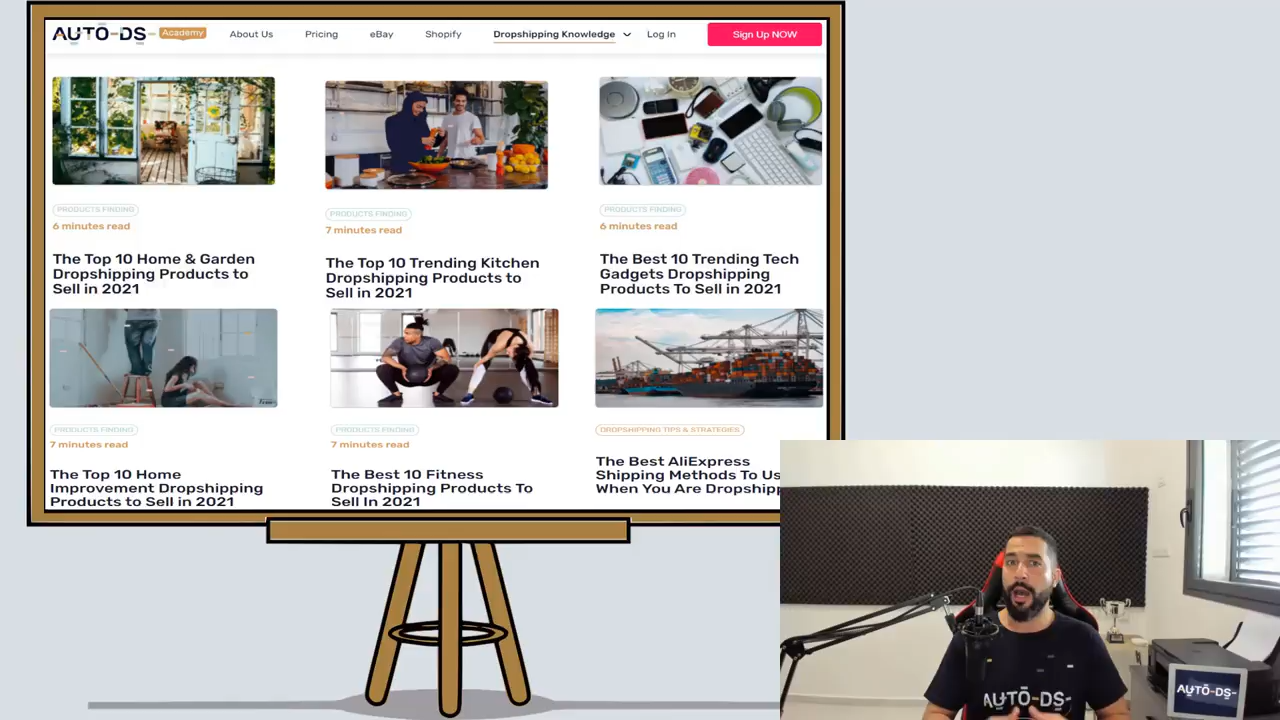 AUTO-DS- Academy About Us Pricing eBay Shopify Dropshipping Knowledge Log In Sign Up NOW
PRODUCTS FINDING
6 minutes read
The Top 10 Home & Garden
Dropshipping Products to
Sell in 2021
PRODUCTS FINDING
7 minutes read
The Top 10 Trending Kitchen
Dropshipping Products to
Sell in 2021
PRODUCTS FINDING
6 minutes read
The Best 10 Trending Tech
Gadgets Dropshipping
Products To Sell in 2021
PRODUCTS FINDING
7 minutes read
The Top 10 Home
Improvement Dropshipping
Products to Sell in 2021
PRODUCTS FINDING
7 minutes read
The Best 10 Fitness
Dropshipping Products To
Sell In 2021
DROPSHIPPING TIPS & STRATEGIES
The Best AliExpress
Shipping Methods To Us
When You Are Dropshipp
AUTO-DS-
AUTO-DS-